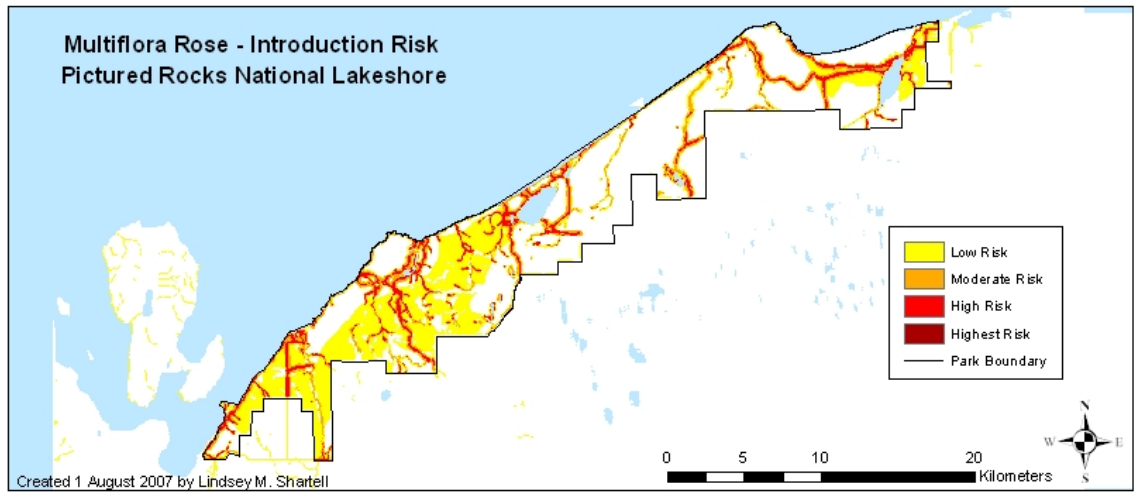 Multiflora Rose - Introduction Risk
Pictured Rocks National Lakeshore
Low Risk
Moderate Risk
High Risk
Highest Risk
Park Boundary
N
W E
S
0 5 10 20
Kilometers
Created 1 August 2007 by Lindsey M. Shartell